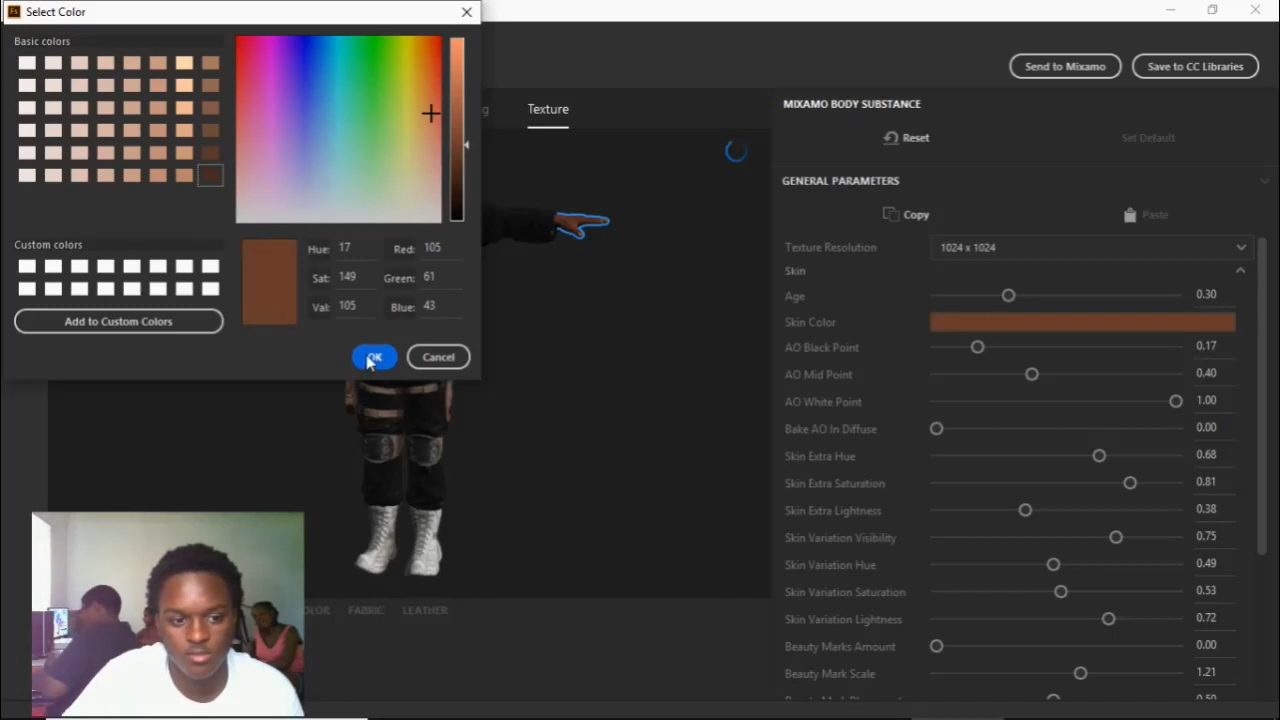 Fs Select Color
Basic colors
Custom colors
Hue: 17 Red: 105
Sat: 149 Green: 61
Val: 105 Blue: 43
Add to Custom Colors
OK Cancel
Texture
FABRIC LEATHER
Send to Mixamo Save to CC Libraries
MIXAMO BODY SUBSTANCE
Reset Set Default
GENERAL PARAMETERS
Copy Paste
Texture Resolution 1024 x 1024
Skin
Age 0.30
Skin Color
AO Black Point 0.17
AO Mid Point 0.40
AO White Point 1.00
Bake AO In Diffuse 0.00
Skin Extra Hue 0.68
Skin Extra Saturation 0.81
Skin Extra Lightness 0.38
Skin Variation Visibility 0.75
Skin Variation Hue 0.49
Skin Variation Saturation 0.53
Skin Variation Lightness 0.72
Beauty Marks Amount 0.00
Beauty Mark Scale 1.21